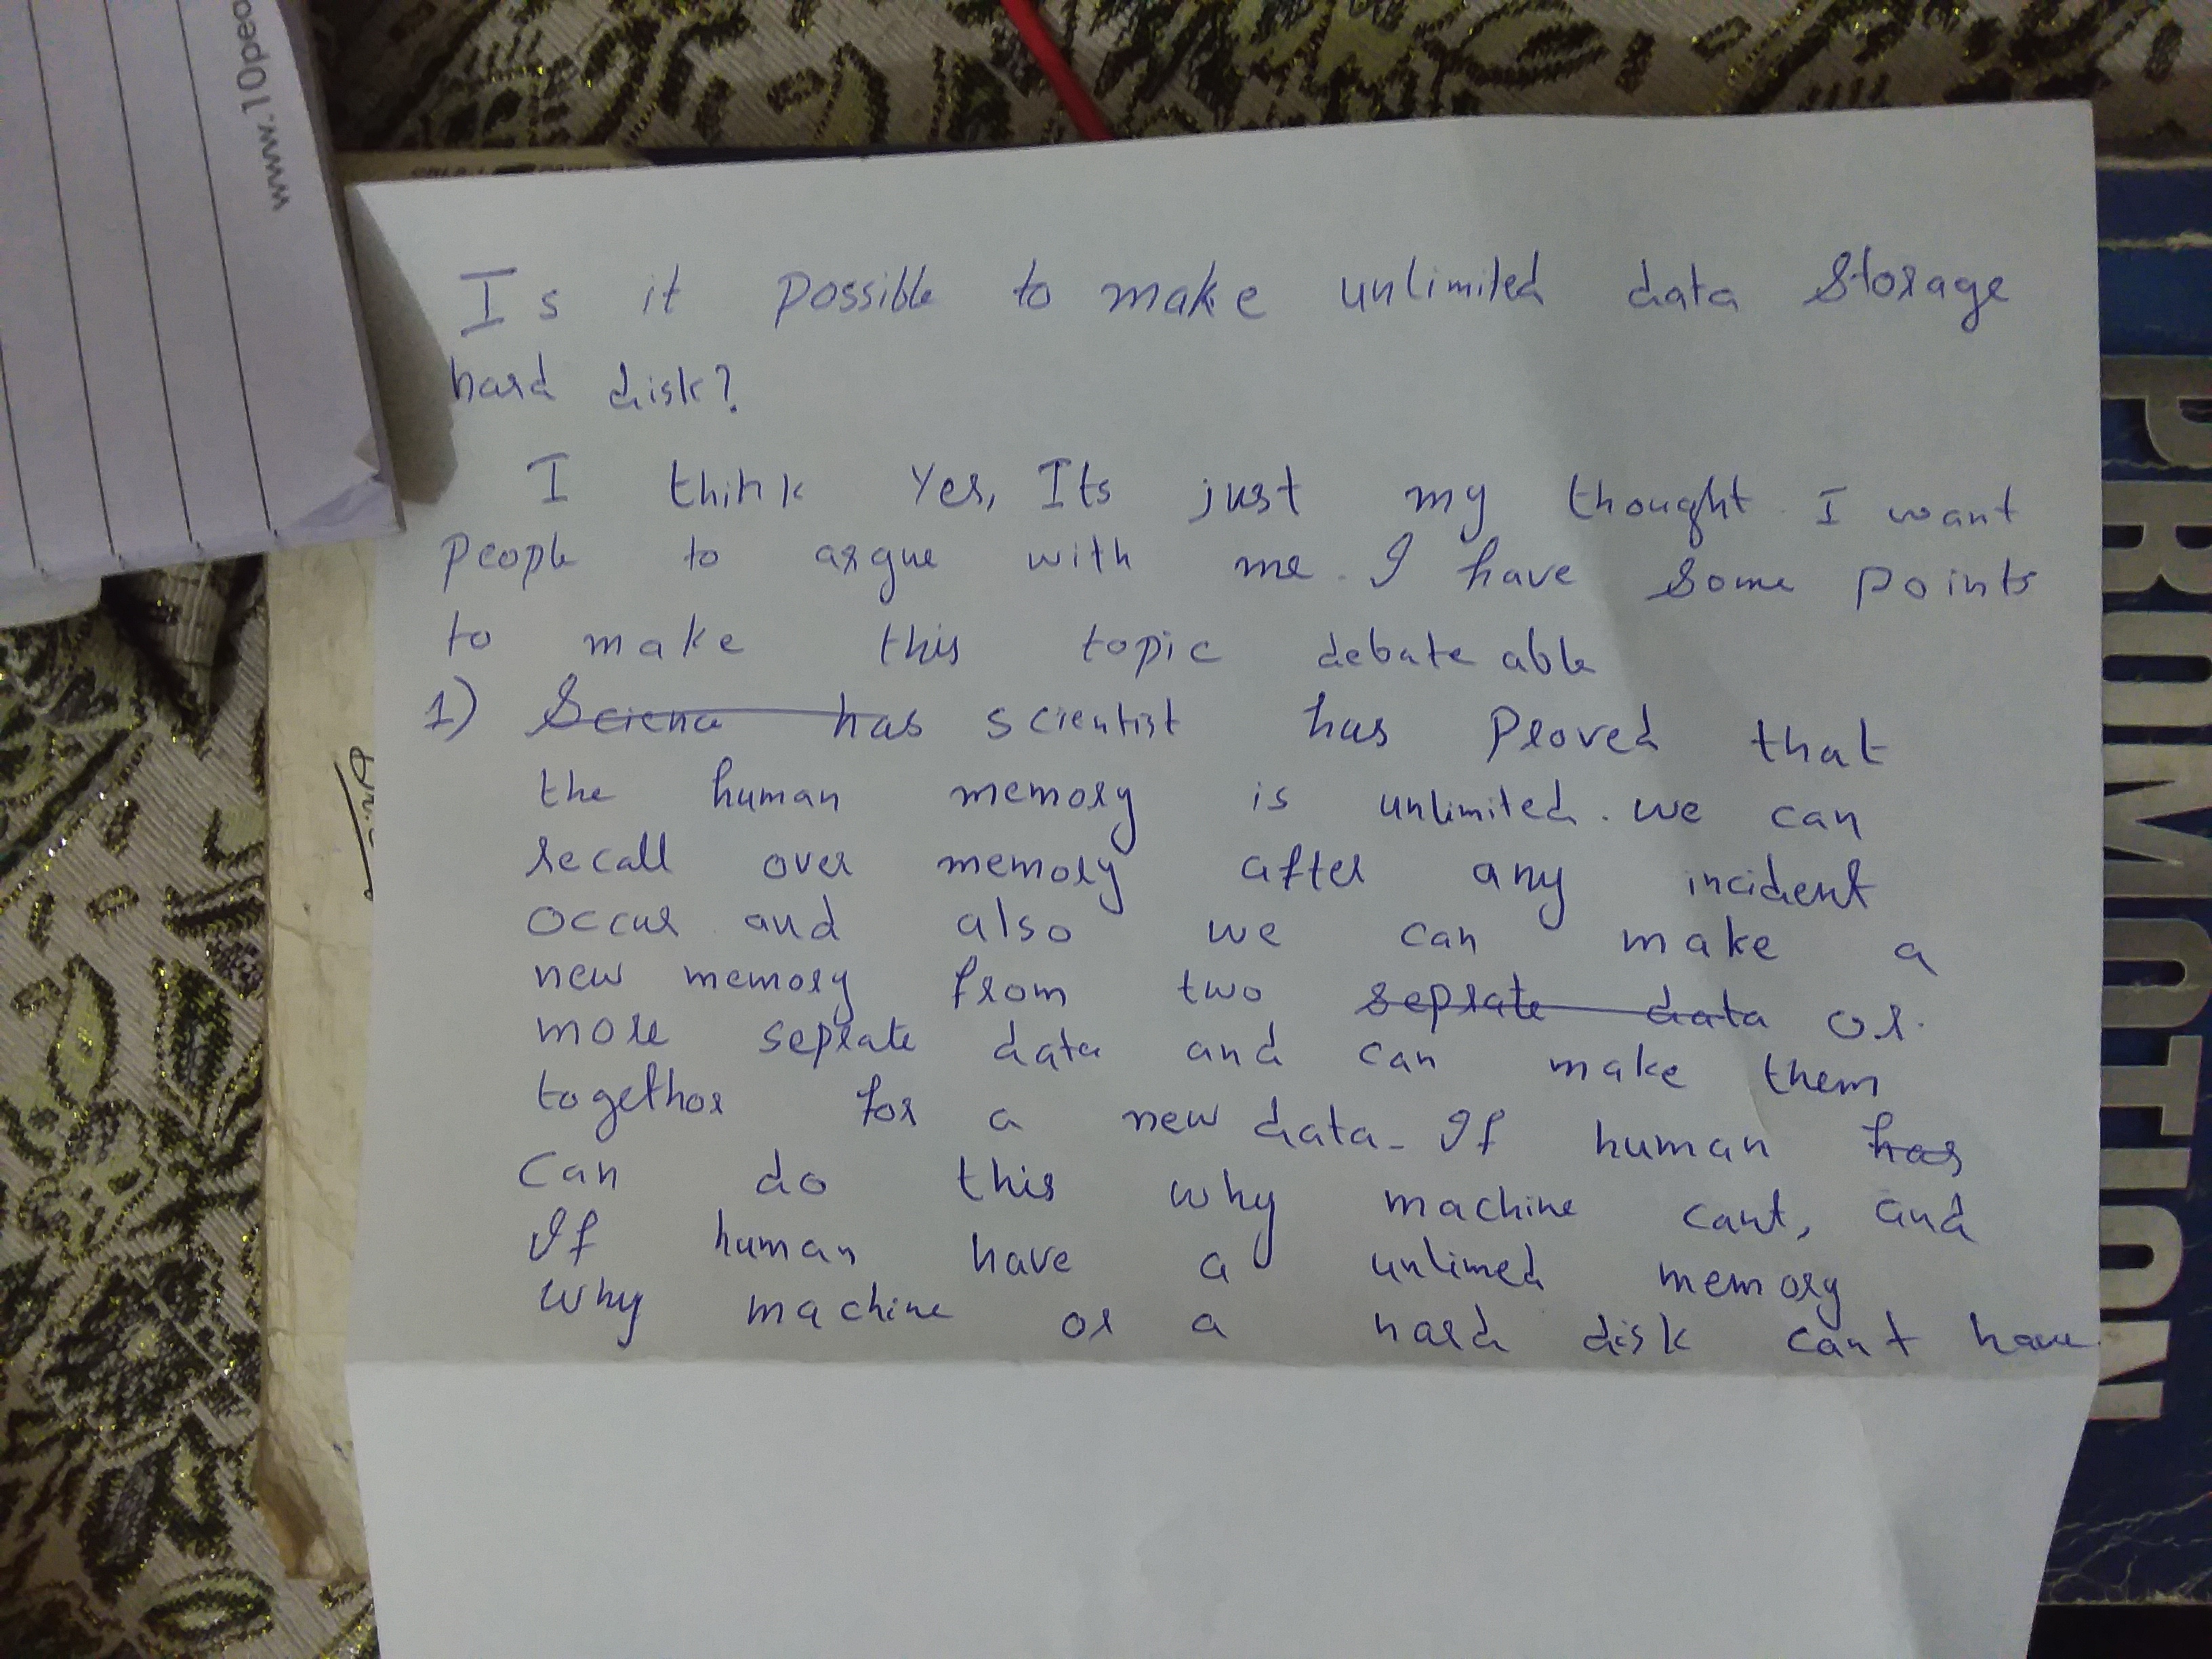 Is it possible to make unlimited data storage
hard disk?
I think Yes, Its just my thought. I want
people to argue with me. I have some points
to make this topic debate able
1) Science has scientist has Proved that
the human memory is unlimited. we can
recall over memory after any incident
occur and also we can make a
new memory from two seprate data or.
more seprate data and can make them
together for a new data. If human has
can do this why machine cant, and
If human have a unlimed memory
why machine or a hard disk can't have
www.10peo
PROMOTION